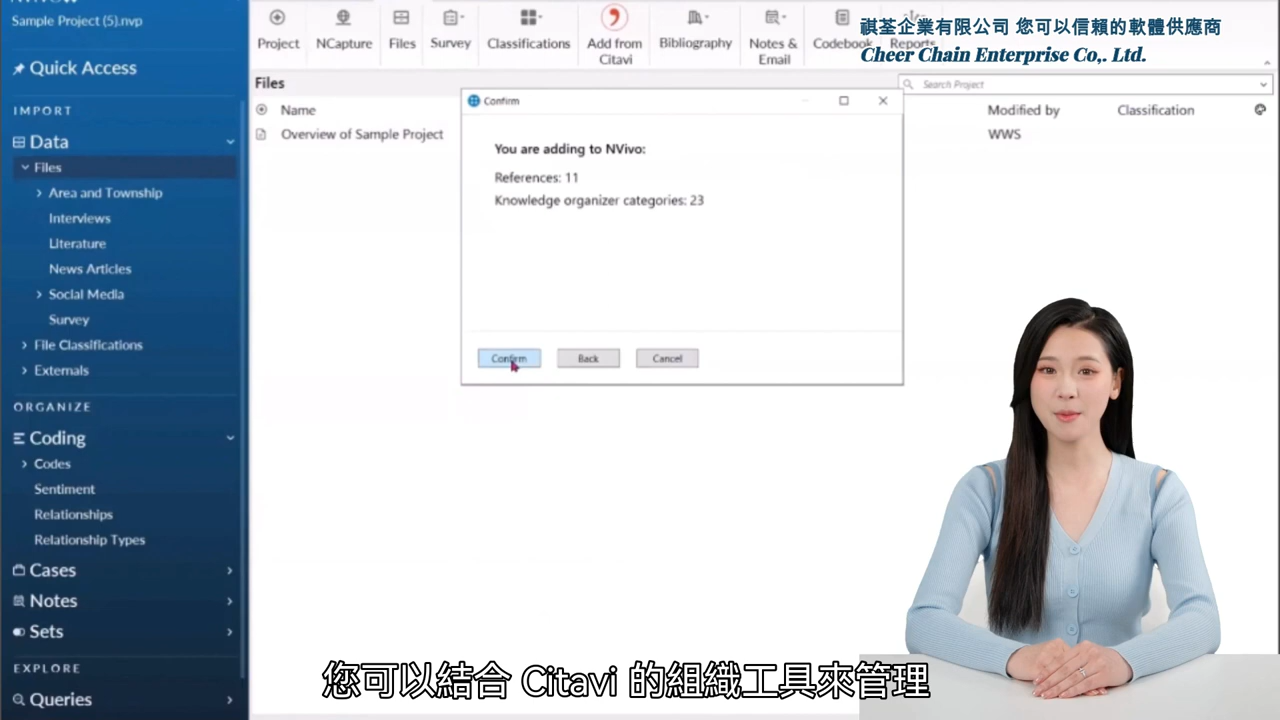 Sample Project (5).nvp
Quick Access
IMPORT
Data
Files
Area and Township
Interviews
Literature
News Articles
Social Media
Survey
File Classifications
Externals
ORGANIZE
Coding
Codes
Sentiment
Relationships
Relationship Types
Cases
Notes
Sets
EXPLORE
Queries
Project
NCapture
Files
Survey
Classifications
Add from
Citavi
Bibliography
Notes &
Email
Codebook
Reports
祺荃企業有限公司 您可以信賴的軟體供應商
Cheer Chain Enterprise Co,. Ltd.
Files
Search Project
Name
Modified by
Classification
Overview of Sample Project
WWS
Confirm
You are adding to NVivo:
References: 11
Knowledge organizer categories: 23
Confirm
Back
Cancel
您可以結合 Citavi 的組織工具來管理